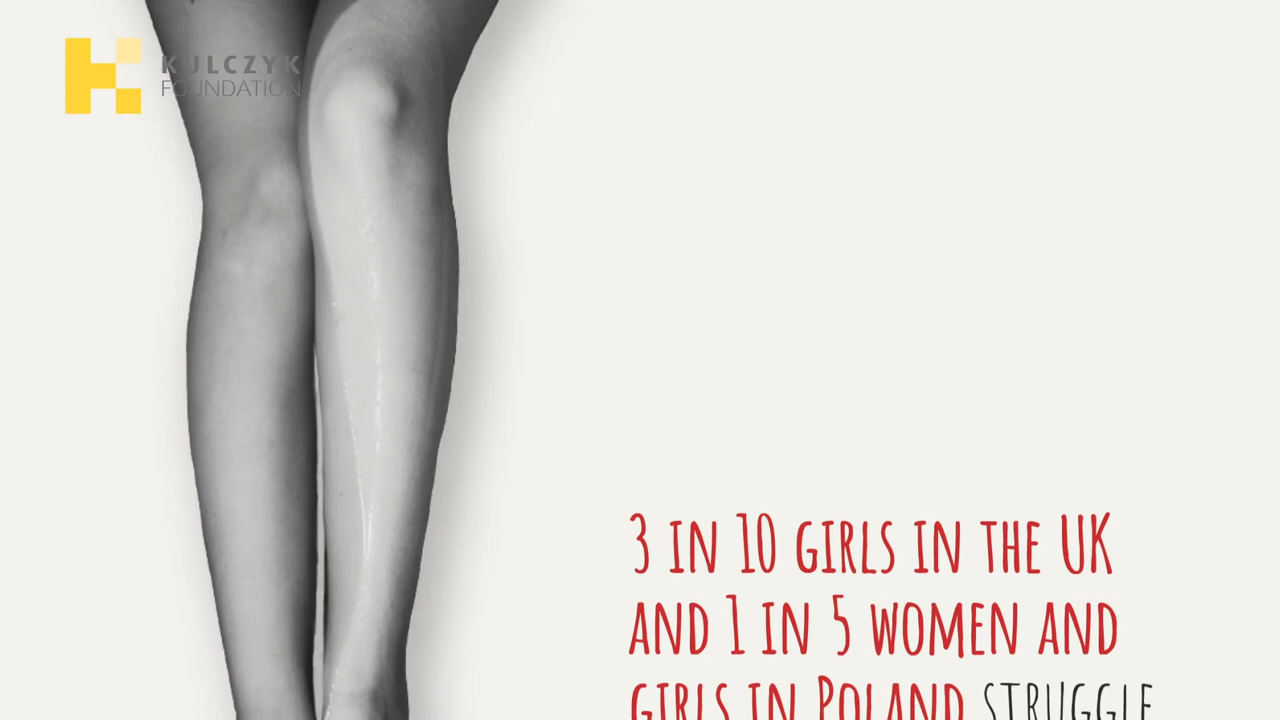 KULCZYK
FOUNDATION
3 IN 10 GIRLS IN THE UK
AND 1 IN 5 WOMEN AND
GIRLS IN POLAND STRUGGLE